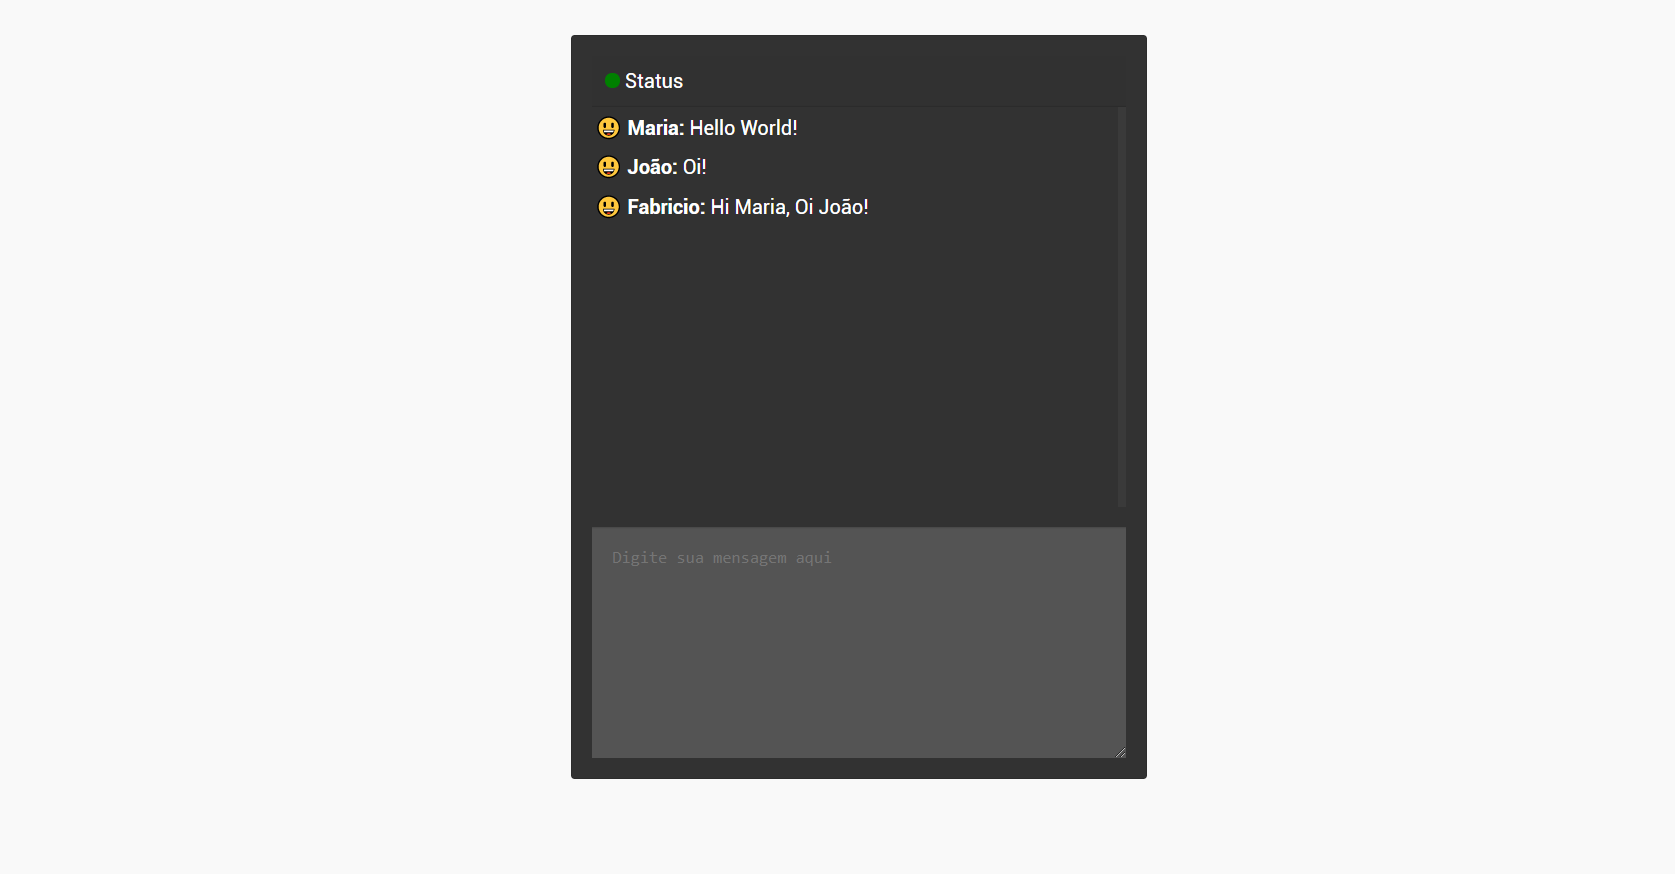 Status
Maria: Hello World!
João: Oi!
Fabricio: Hi Maria, Oi João!
Digite sua mensagem aqui